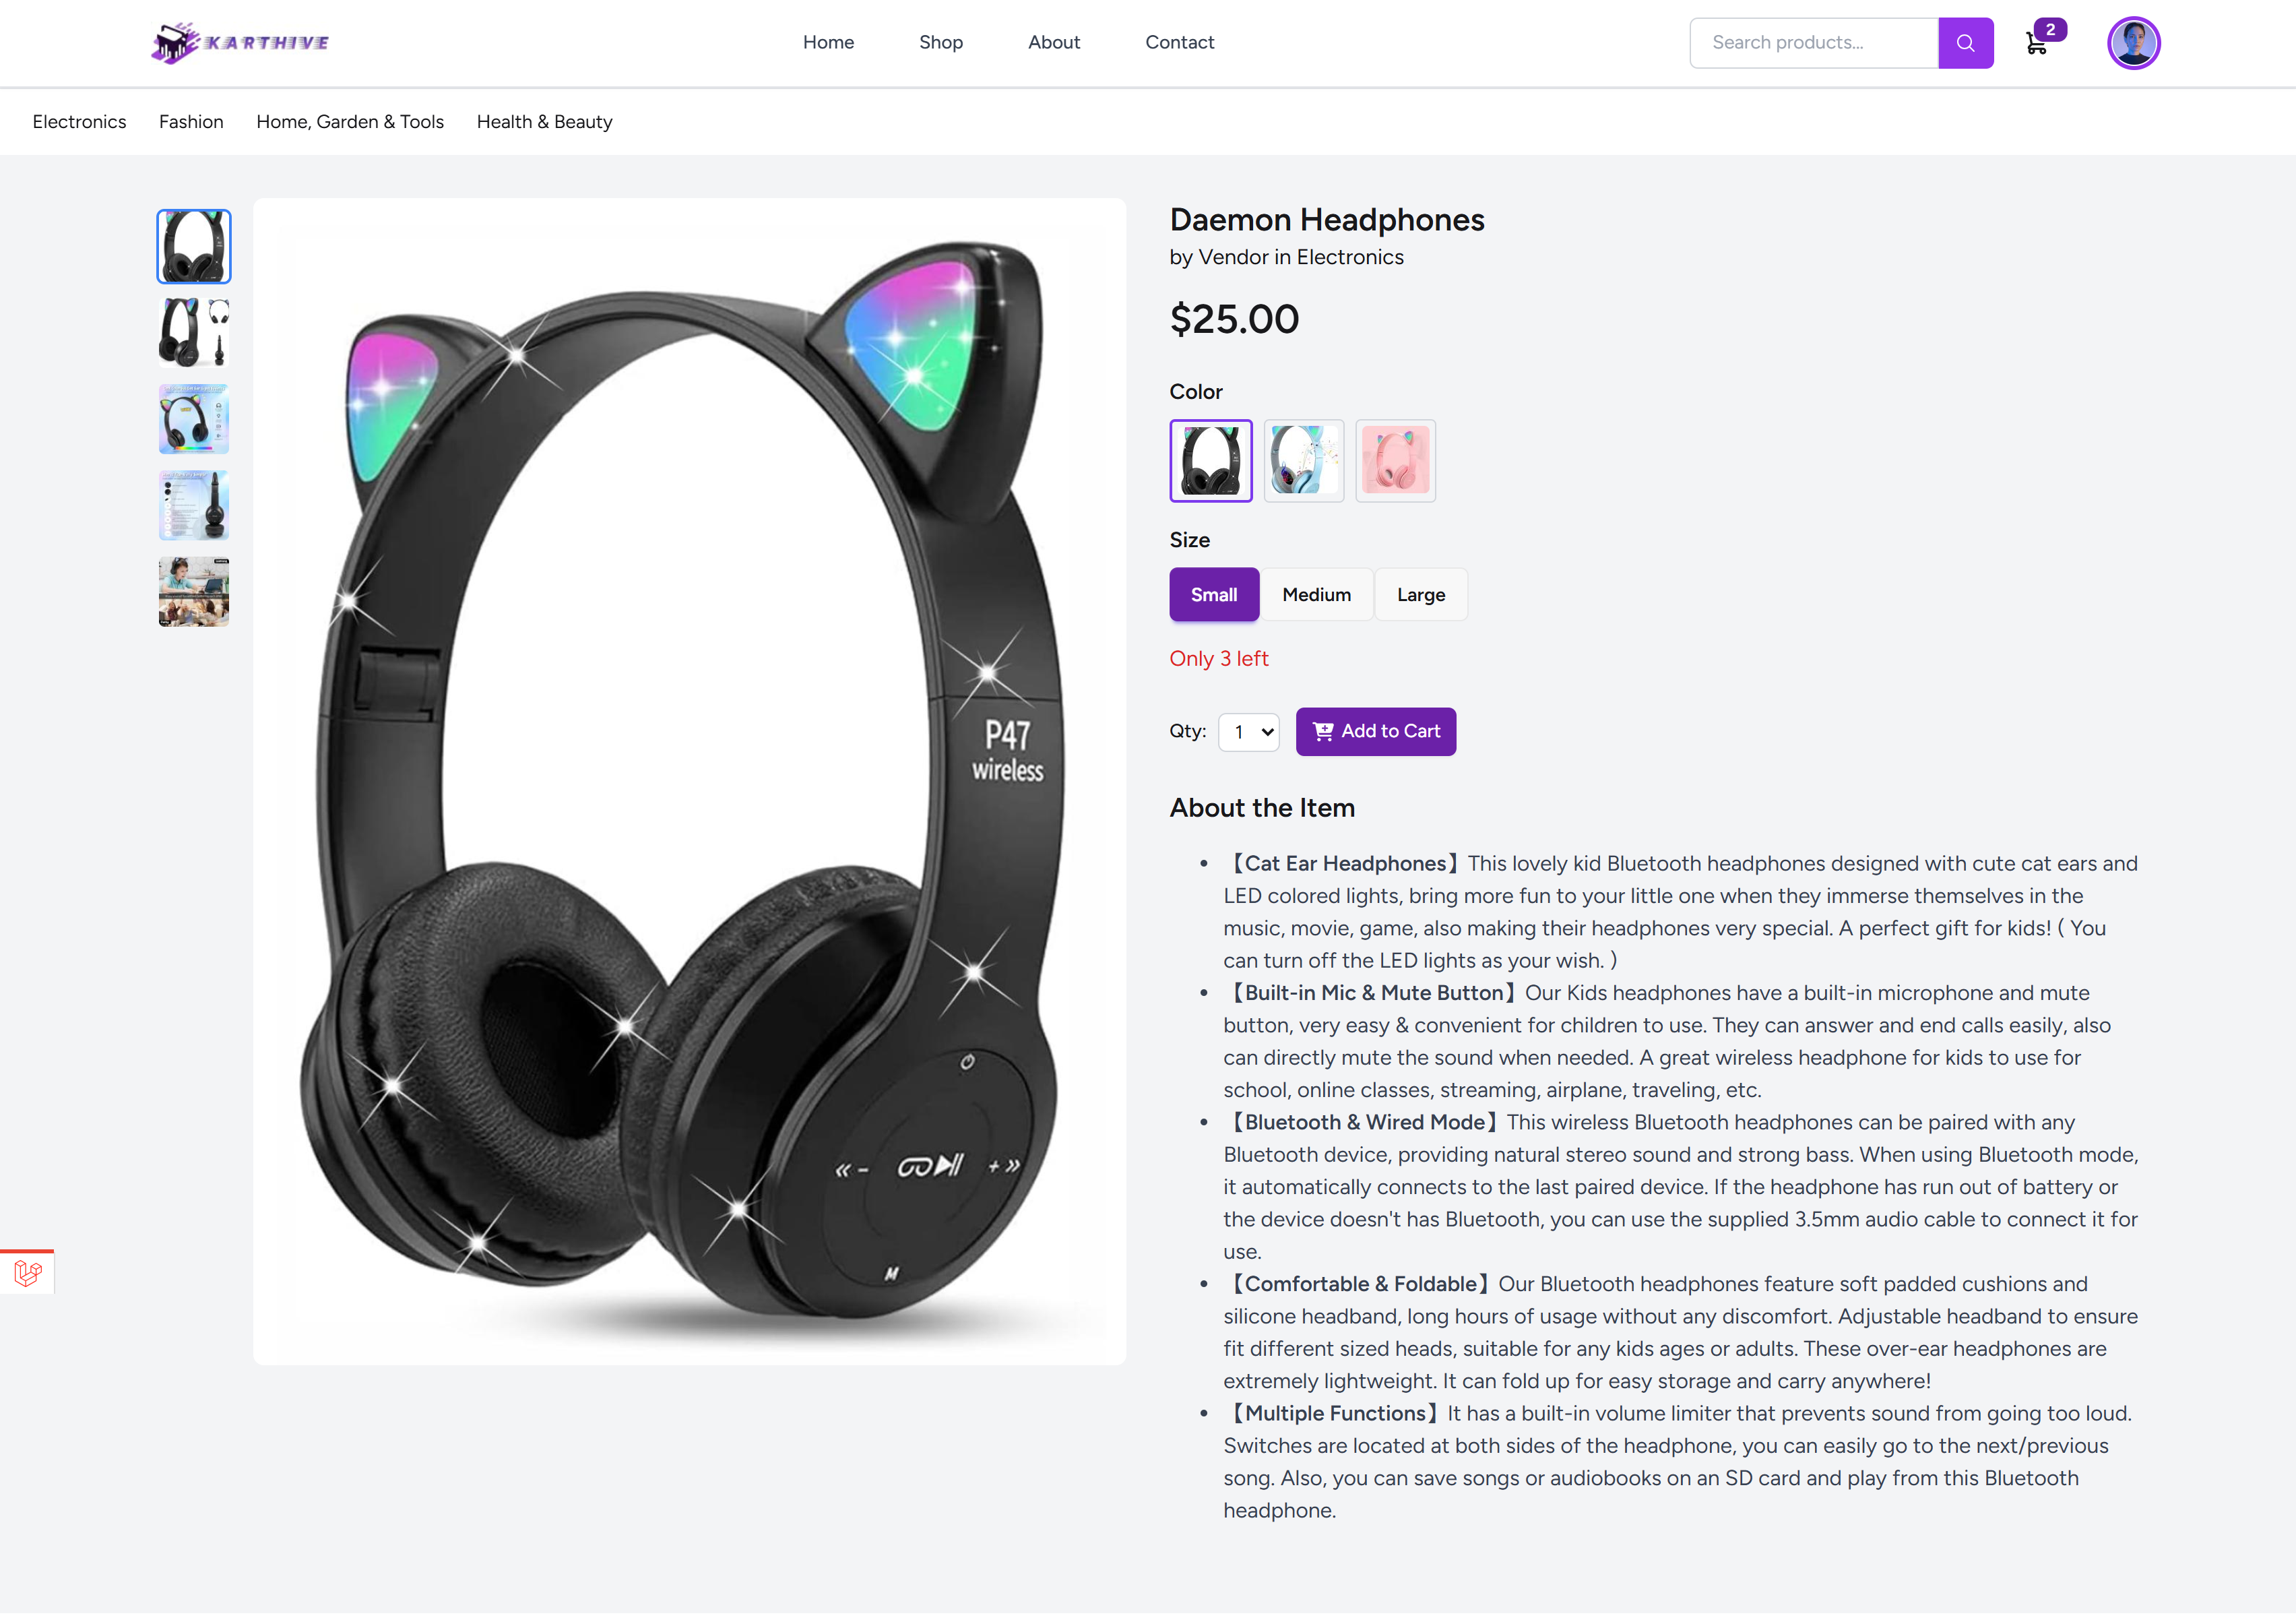 KARTHIVE
Home
Shop
About
Contact
Search products...
2
Electronics
Fashion
Home, Garden & Tools
Health & Beauty
P47
wireless
M
Daemon Headphones
by Vendor in Electronics
$25.00
Color
Size
Small
Medium
Large
Only 3 left
Qty:
1
Add to Cart
About the Item
【Cat Ear Headphones】This lovely kid Bluetooth headphones designed with cute cat ears and
LED colored lights, bring more fun to your little one when they immerse themselves in the
music, movie, game, also making their headphones very special. A perfect gift for kids! ( You
can turn off the LED lights as your wish. )
【Built-in Mic & Mute Button】Our Kids headphones have a built-in microphone and mute
button, very easy & convenient for children to use. They can answer and end calls easily, also
can directly mute the sound when needed. A great wireless headphone for kids to use for
school, online classes, streaming, airplane, traveling, etc.
【Bluetooth & Wired Mode】This wireless Bluetooth headphones can be paired with any
Bluetooth device, providing natural stereo sound and strong bass. When using Bluetooth mode,
it automatically connects to the last paired device. If the headphone has run out of battery or
the device doesn't has Bluetooth, you can use the supplied 3.5mm audio cable to connect it for
use.
【Comfortable & Foldable】Our Bluetooth headphones feature soft padded cushions and
silicone headband, long hours of usage without any discomfort. Adjustable headband to ensure
fit different sized heads, suitable for any kids ages or adults. These over-ear headphones are
extremely lightweight. It can fold up for easy storage and carry anywhere!
【Multiple Functions】It has a built-in volume limiter that prevents sound from going too loud.
Switches are located at both sides of the headphone, you can easily go to the next/previous
song. Also, you can save songs or audiobooks on an SD card and play from this Bluetooth
headphone.